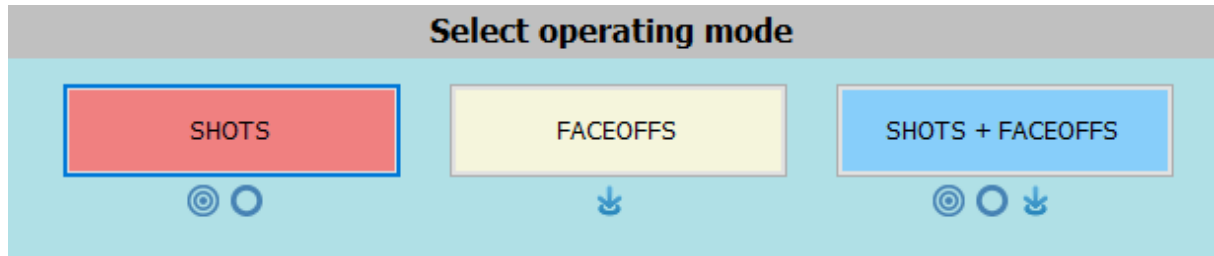 Select operating mode
SHOTS
FACEOFFS
SHOTS + FACEOFFS